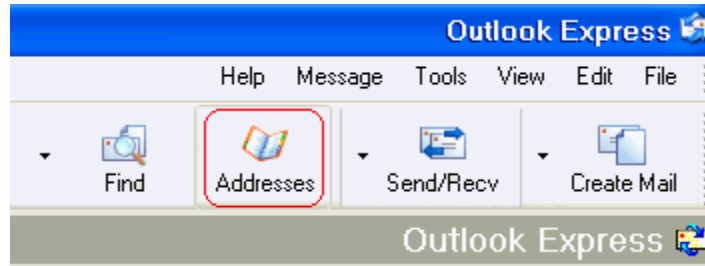 Outlook Express
Help Message Tools View Edit File
Find Addresses Send/Recv Create Mail
Outlook Express